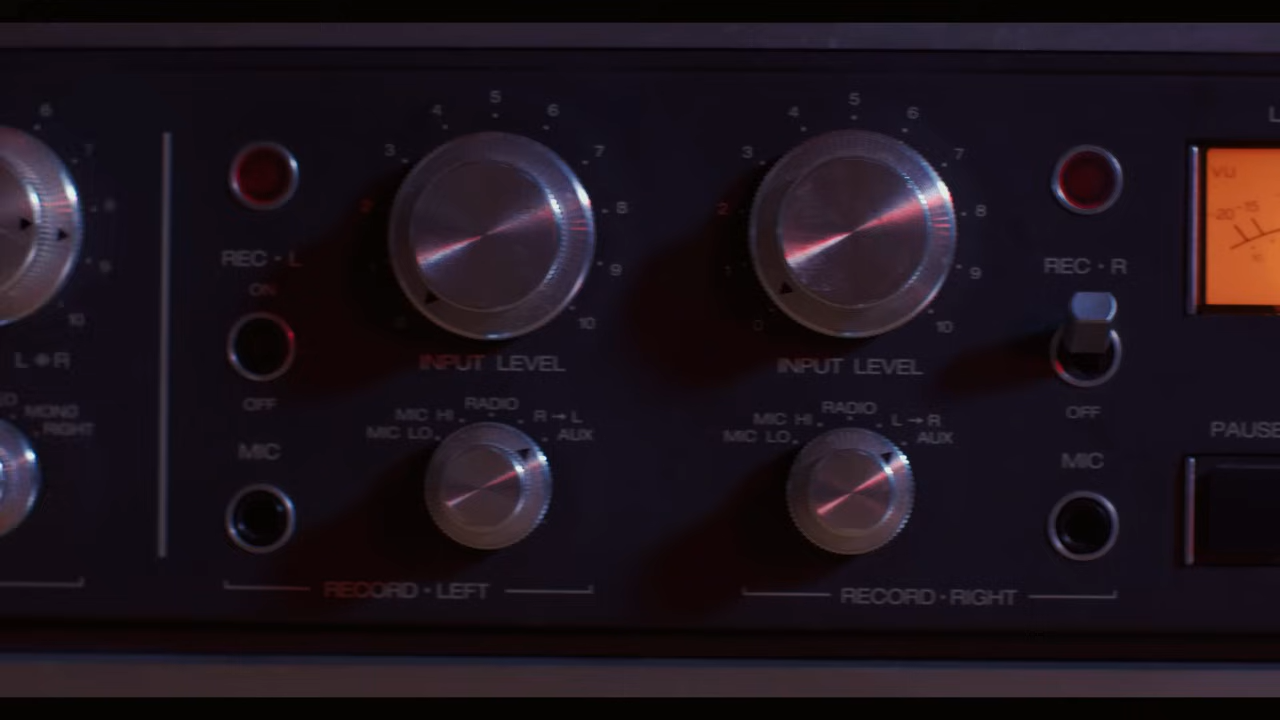 6
7
8
9
10
L R
MONO
RIGHT
REC · L
ON
OFF
MIC
2 3 4 5 6 7 8 9 10
INPUT LEVEL
MIC LO MIC HI RADIO R → L AUX
RECORD · LEFT
0 1 2 3 4 5 6 7 8 9 10
INPUT LEVEL
MIC LO MIC HI RADIO L → R AUX
RECORD · RIGHT
REC · R
OFF
MIC
L
VU
-20 -15
PAUSE